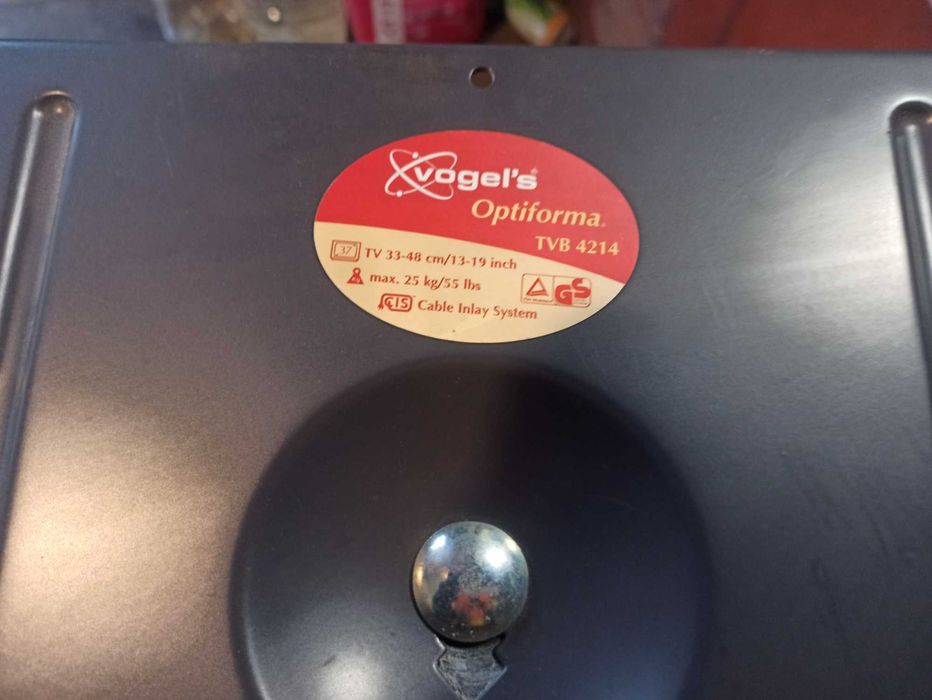 vogel's®
Optiforma®
TVB 4214
37 TV 33-48 cm/13-19 inch
KG max. 25 kg/55 lbs
GS
CIS Cable Inlay System